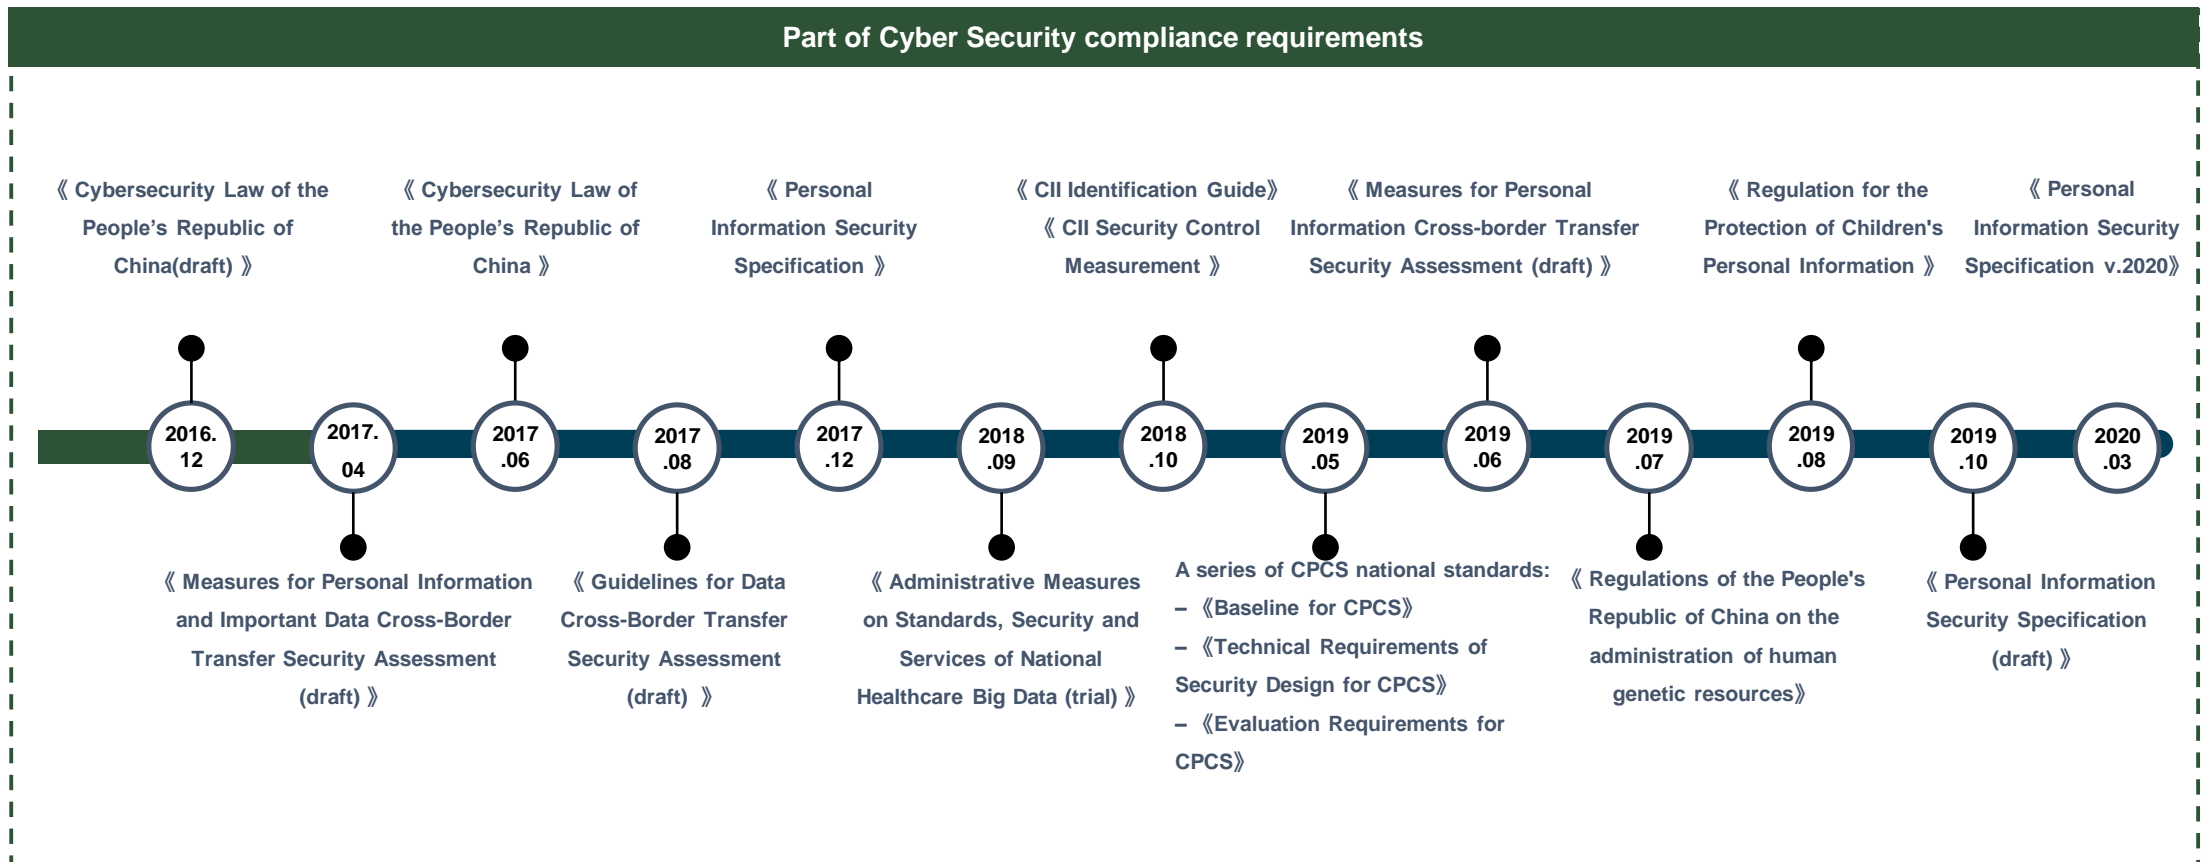 Part of Cyber Security compliance requirements
《 Cybersecurity Law of the
People’s Republic of
China(draft) 》
《 Cybersecurity Law of
the People’s Republic of
China 》
《 Personal
Information Security
Specification 》
《 CII Identification Guide》
《 CII Security Control
Measurement 》
《 Measures for Personal
Information Cross-border Transfer
Security Assessment (draft) 》
《 Regulation for the
Protection of Children's
Personal Information 》
《 Personal
Information Security
Specification v.2020》
2016.
12
2017.
04
2017
.06
2017
.08
2017
.12
2018
.09
2018
.10
2019
.05
2019
.06
2019
.07
2019
.08
2019
.10
2020
.03
《 Measures for Personal Information
and Important Data Cross-Border
Transfer Security Assessment
(draft) 》
《 Guidelines for Data
Cross-Border Transfer
Security Assessment
(draft) 》
《 Administrative Measures
on Standards, Security and
Services of National
Healthcare Big Data (trial) 》
A series of CPCS national standards:
– 《Baseline for CPCS》
– 《Technical Requirements of
Security Design for CPCS》
– 《Evaluation Requirements for
CPCS》
《 Regulations of the People's
Republic of China on the
administration of human
genetic resources》
《 Personal Information
Security Specification
(draft) 》